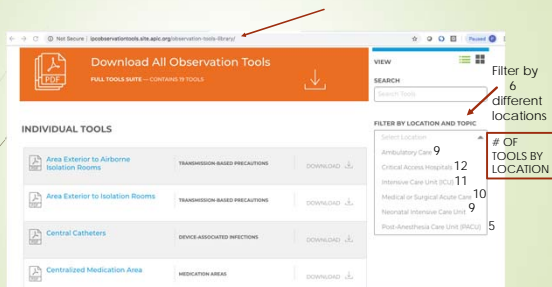 Not Secure | ipcobservationtools.site.apic.org/observation-tools-library/
Paused
P
PDF
Download All Observation Tools
FULL TOOLS SUITE — CONTAINS 19 TOOLS
VIEW
SEARCH
Search Tools
Filter by
6
different
locations
FILTER BY LOCATION AND TOPIC
Select Location
Ambulatory Care 9
Critical Access Hospitals 12
Intensive Care Unit (ICU) 11
Medical or Surgical Acute Care 10
Neonatal Intensive Care Unit 9
Post-Anesthesia Care Unit (PACU) 5
# OF
TOOLS BY
LOCATION
INDIVIDUAL TOOLS
Area Exterior to Airborne
Isolation Rooms
TRANSMISSION-BASED PRECAUTIONS
DOWNLOAD
Area Exterior to Isolation Rooms
TRANSMISSION-BASED PRECAUTIONS
DOWNLOAD
Central Catheters
DEVICE-ASSOCIATED INFECTIONS
DOWNLOAD
Centralized Medication Area
MEDICATION AREAS
DOWNLOAD